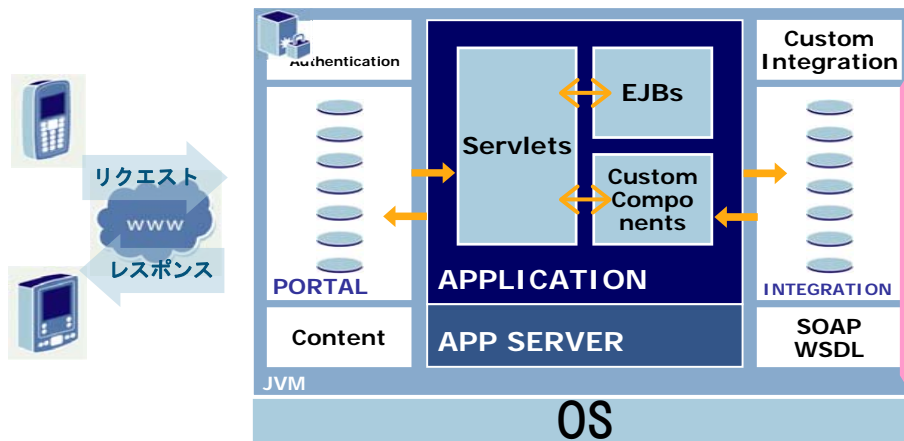 リクエスト
www
レスポンス
Authentication
PORTAL
Content
Servlets
EJBs
Custom
Compo
nents
APPLICATION
APP SERVER
Custom
Integration
INTEGRATION
SOAP
WSDL
JVM
OS